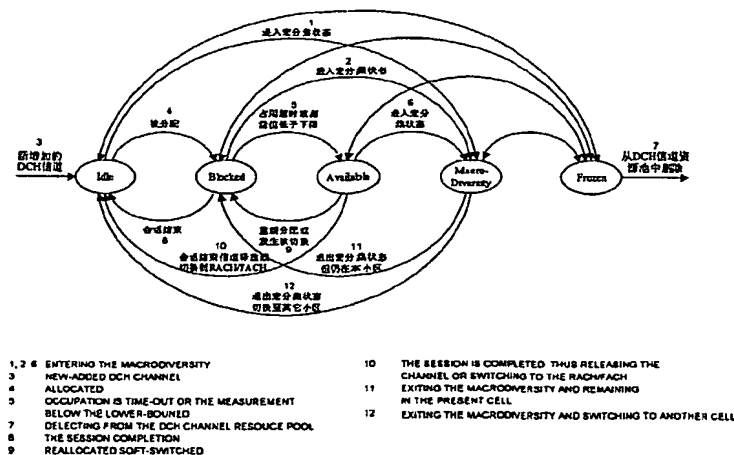 1
进入宏分集状态
2
进入宏分集状态
4
被分配
5
占用超时或测
量值低于下限
6
进入宏分
集状态
3
新增加的
DCH信道
7
从DCH信道资
源池中删除
Idle
Blocked
Available
Macro-
Diversity
Frozen
会话结束
8
10
会话结束信道释放或
切换到RACH/FACH
重新分配或
发生软切换
9
11
退出宏分集状态
但仍在本小区
12
退出宏分集状态
切换至其它小区
1, 2 6 ENTERING THE MACRODIVERSITY
3 NEW-ADDED DCH CHANNEL
4 ALLOCATED
5 OCCUPATION IS TIME-OUT OR THE MEASUREMENT
BELOW THE LOWER-BOUNDED
7 DELECTING FROM THE DCH CHANNEL RESOUCE POOL
8 THE SESSION COMPLETION
9 REALLOCATED SOFT-SWITCHED
10 THE SESSION IS COMPLETED THUS RELEASING THE
CHANNEL OR SWITCHING TO THE RACH/FACH
11 EXITING THE MACRODIVERSITY AND REMAINING
IN THE PRESENT CELL
12 EXITING THE MACRODIVERSITY AND SWITCHING TO ANOTHER CELL